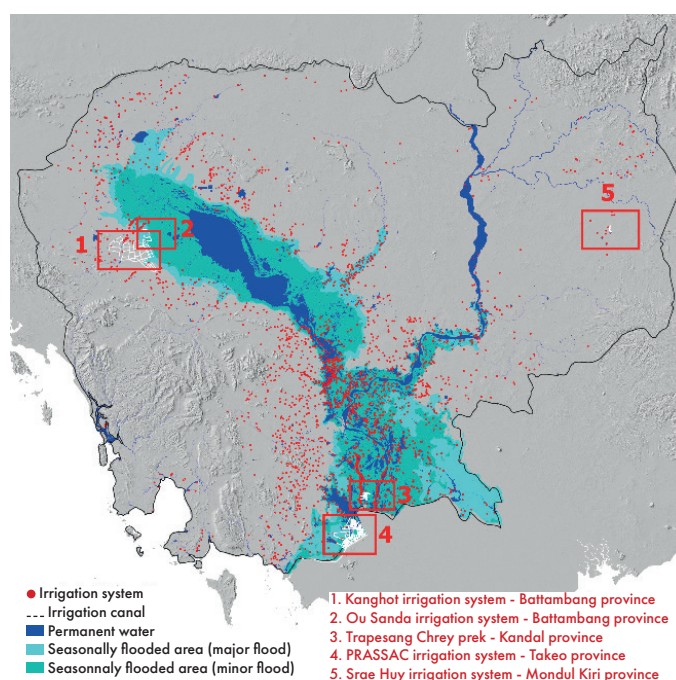 5
1
2
3
4
Irrigation system
Irrigation canal
Permanent water
Seasonally flooded area (major flood)
Seasonnaly flooded area (minor flood)
1. Kanghot irrigation system - Battambang province
2. Ou Sanda irrigation system - Battambang province
3. Trapesang Chrey prek - Kandal province
4. PRASSAC irrigation system - Takeo province
5. Srae Huy irrigation system - Mondul Kiri province